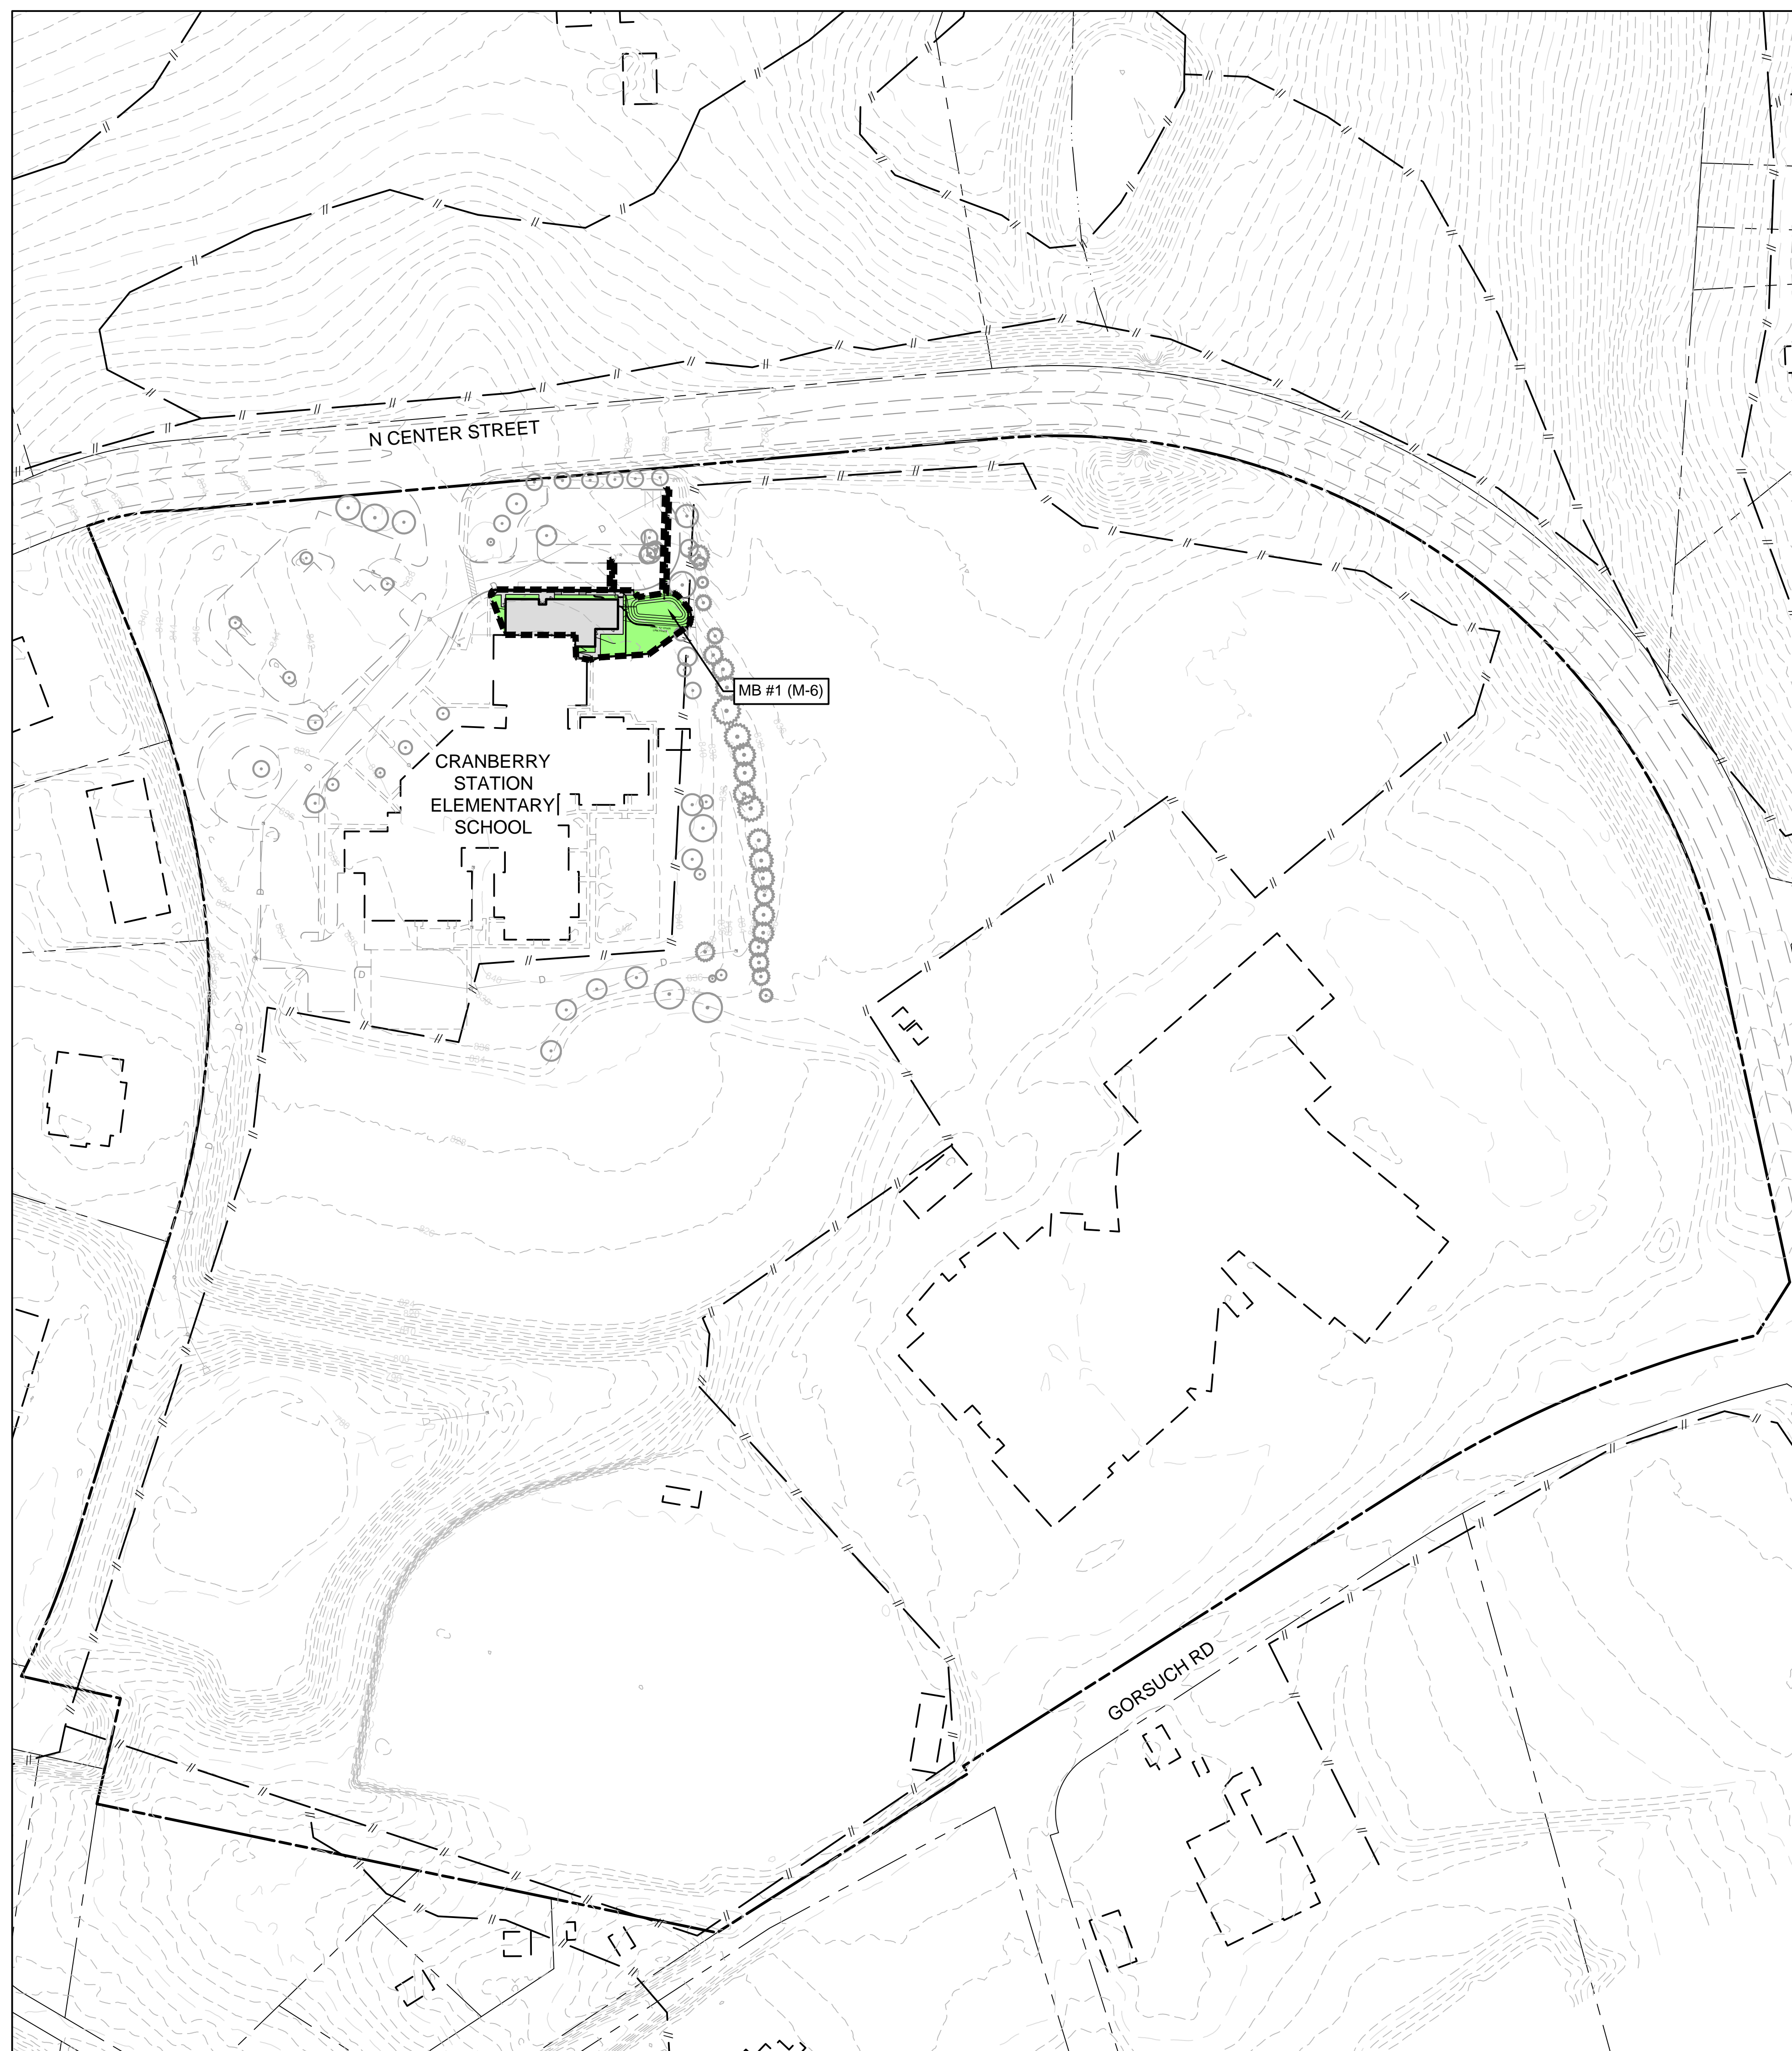 N CENTER STREET
MB #1 (M-6)
CRANBERRY
STATION
ELEMENTARY
SCHOOL
GORSUCH RD